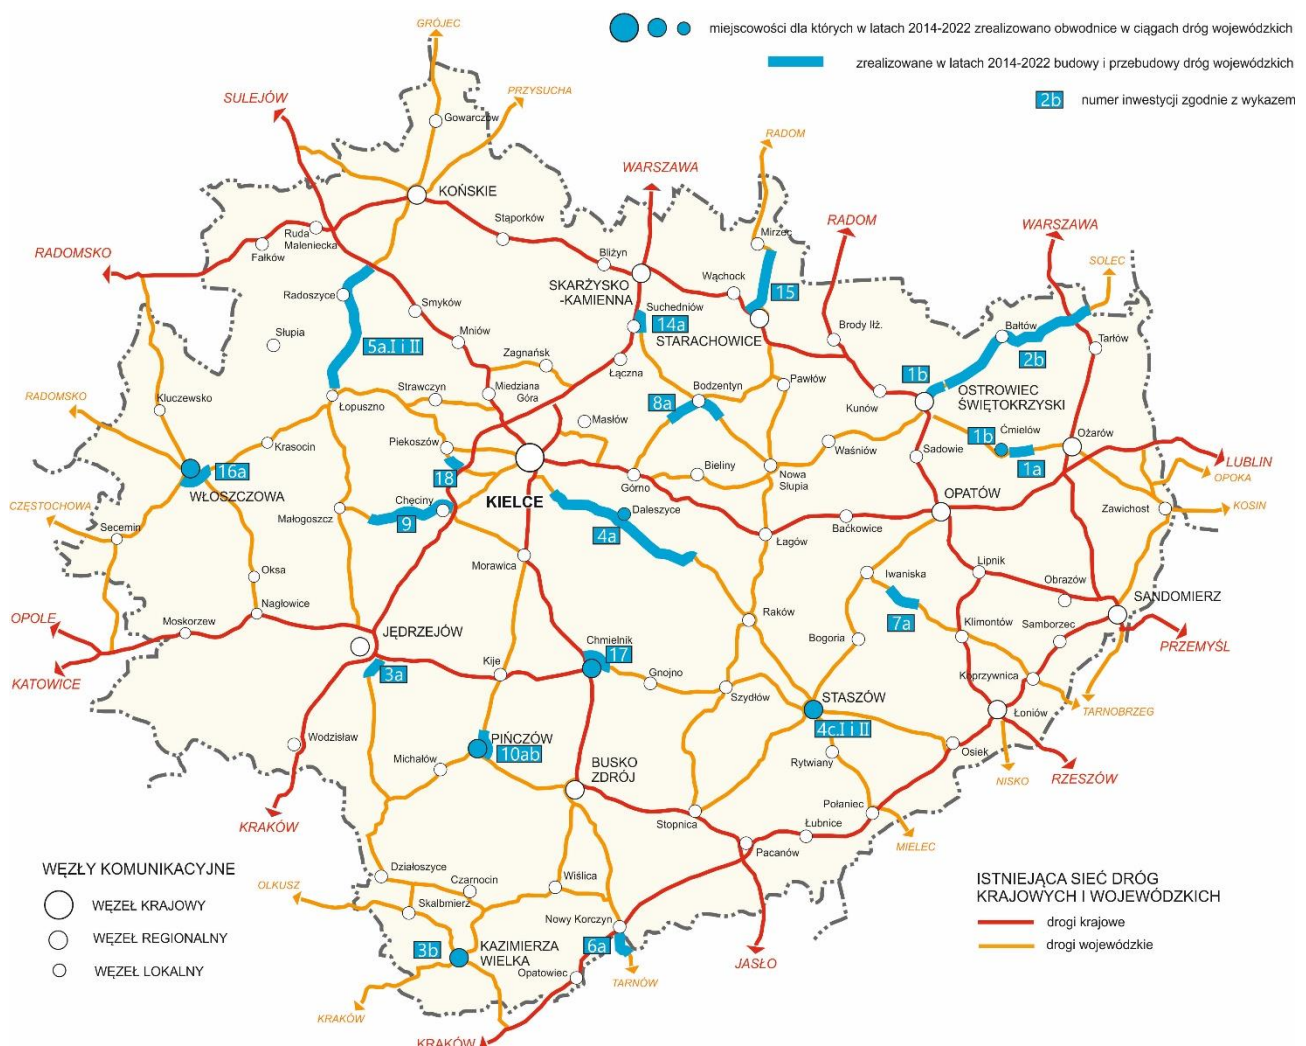 miejscowości dla których w latach 2014-2022 zrealizowano obwodnice w ciągach dróg wojewódzkich
zrealizowane w latach 2014-2022 budowy i przebudowy dróg wojewódzkich
2b
numer inwestycji zgodnie z wykazem
GRÓJEC
SULEJÓW
PRZYSUCHA
Gowarczów
RADOM
WARSZAWA
KOŃSKIE
RADOM
WARSZAWA
Ruda
Maleniecka
Stąporków
Mirzec
RADOMSKO
Fałków
Bliżyn
SOLEC
Wąchock
SKARŻYSKO
-KAMIENNA
15
Radoszyce
Smyków
Suchedniów
14a
STARACHOWICE
Brody Iłż.
Bałtów
2b
Tarłów
Słupia
5a.I i II
Mniów
Zagnańsk
Łączna
1b
OSTROWIEC
ŚWIĘTOKRZYSKI
Strawczyn
Miedziana
Góra
Bodzentyn
Pawłów
Kunów
RADOMSKO
Kluczewsko
Łopuszno
8a
Masłów
1b
Ćmielów
Ożarów
Krasocin
Piekoszów
Waśniów
Sadowie
1a
LUBLIN
16a
18
Bieliny
OPOKA
WŁOSZCZOWA
KIELCE
Górno
Nowa
Słupia
OPATÓW
CZĘSTOCHOWA
Chęciny
Małogoszcz
9
Daleszyce
4a
Baćkowice
Zawichost
KOSIN
Secemin
Łagów
Morawica
Lipnik
Oksa
Iwaniska
Obrazów
SANDOMIERZ
7a
OPOLE
Nagłowice
Raków
Moskorzew
JĘDRZEJÓW
Chmielnik
17
Bogoria
Klimontów
Samborzec
PRZEMYŚL
KATOWICE
3a
Kije
Gnojno
Koprzywnica
Szydłów
STASZÓW
TARNOBRZEG
Łoniów
4c.I i II
Wodzisław
PIŃCZÓW
10ab
Osiek
Michałów
BUSKO
ZDRÓJ
Rytwiany
NISKO
RZESZÓW
KRAKÓW
Stopnica
Połaniec
Łubnice
MIELEC
Pacanów
WĘZŁY KOMUNIKACYJNE
WĘZEŁ KRAJOWY
WĘZEŁ REGIONALNY
WĘZEŁ LOKALNY
Działoszyce
Czarnocin
Wiślica
OLKUSZ
Skalbmierz
ISTNIEJĄCA SIEĆ DRÓG
KRAJOWYCH I WOJEWÓDZKICH
drogi krajowe
drogi wojewódzkie
Nowy Korczyn
3b
KAZIMIERZA
WIELKA
6a
JASŁO
Opatowiec
TARNÓW
KRAKÓW
KRAKÓW